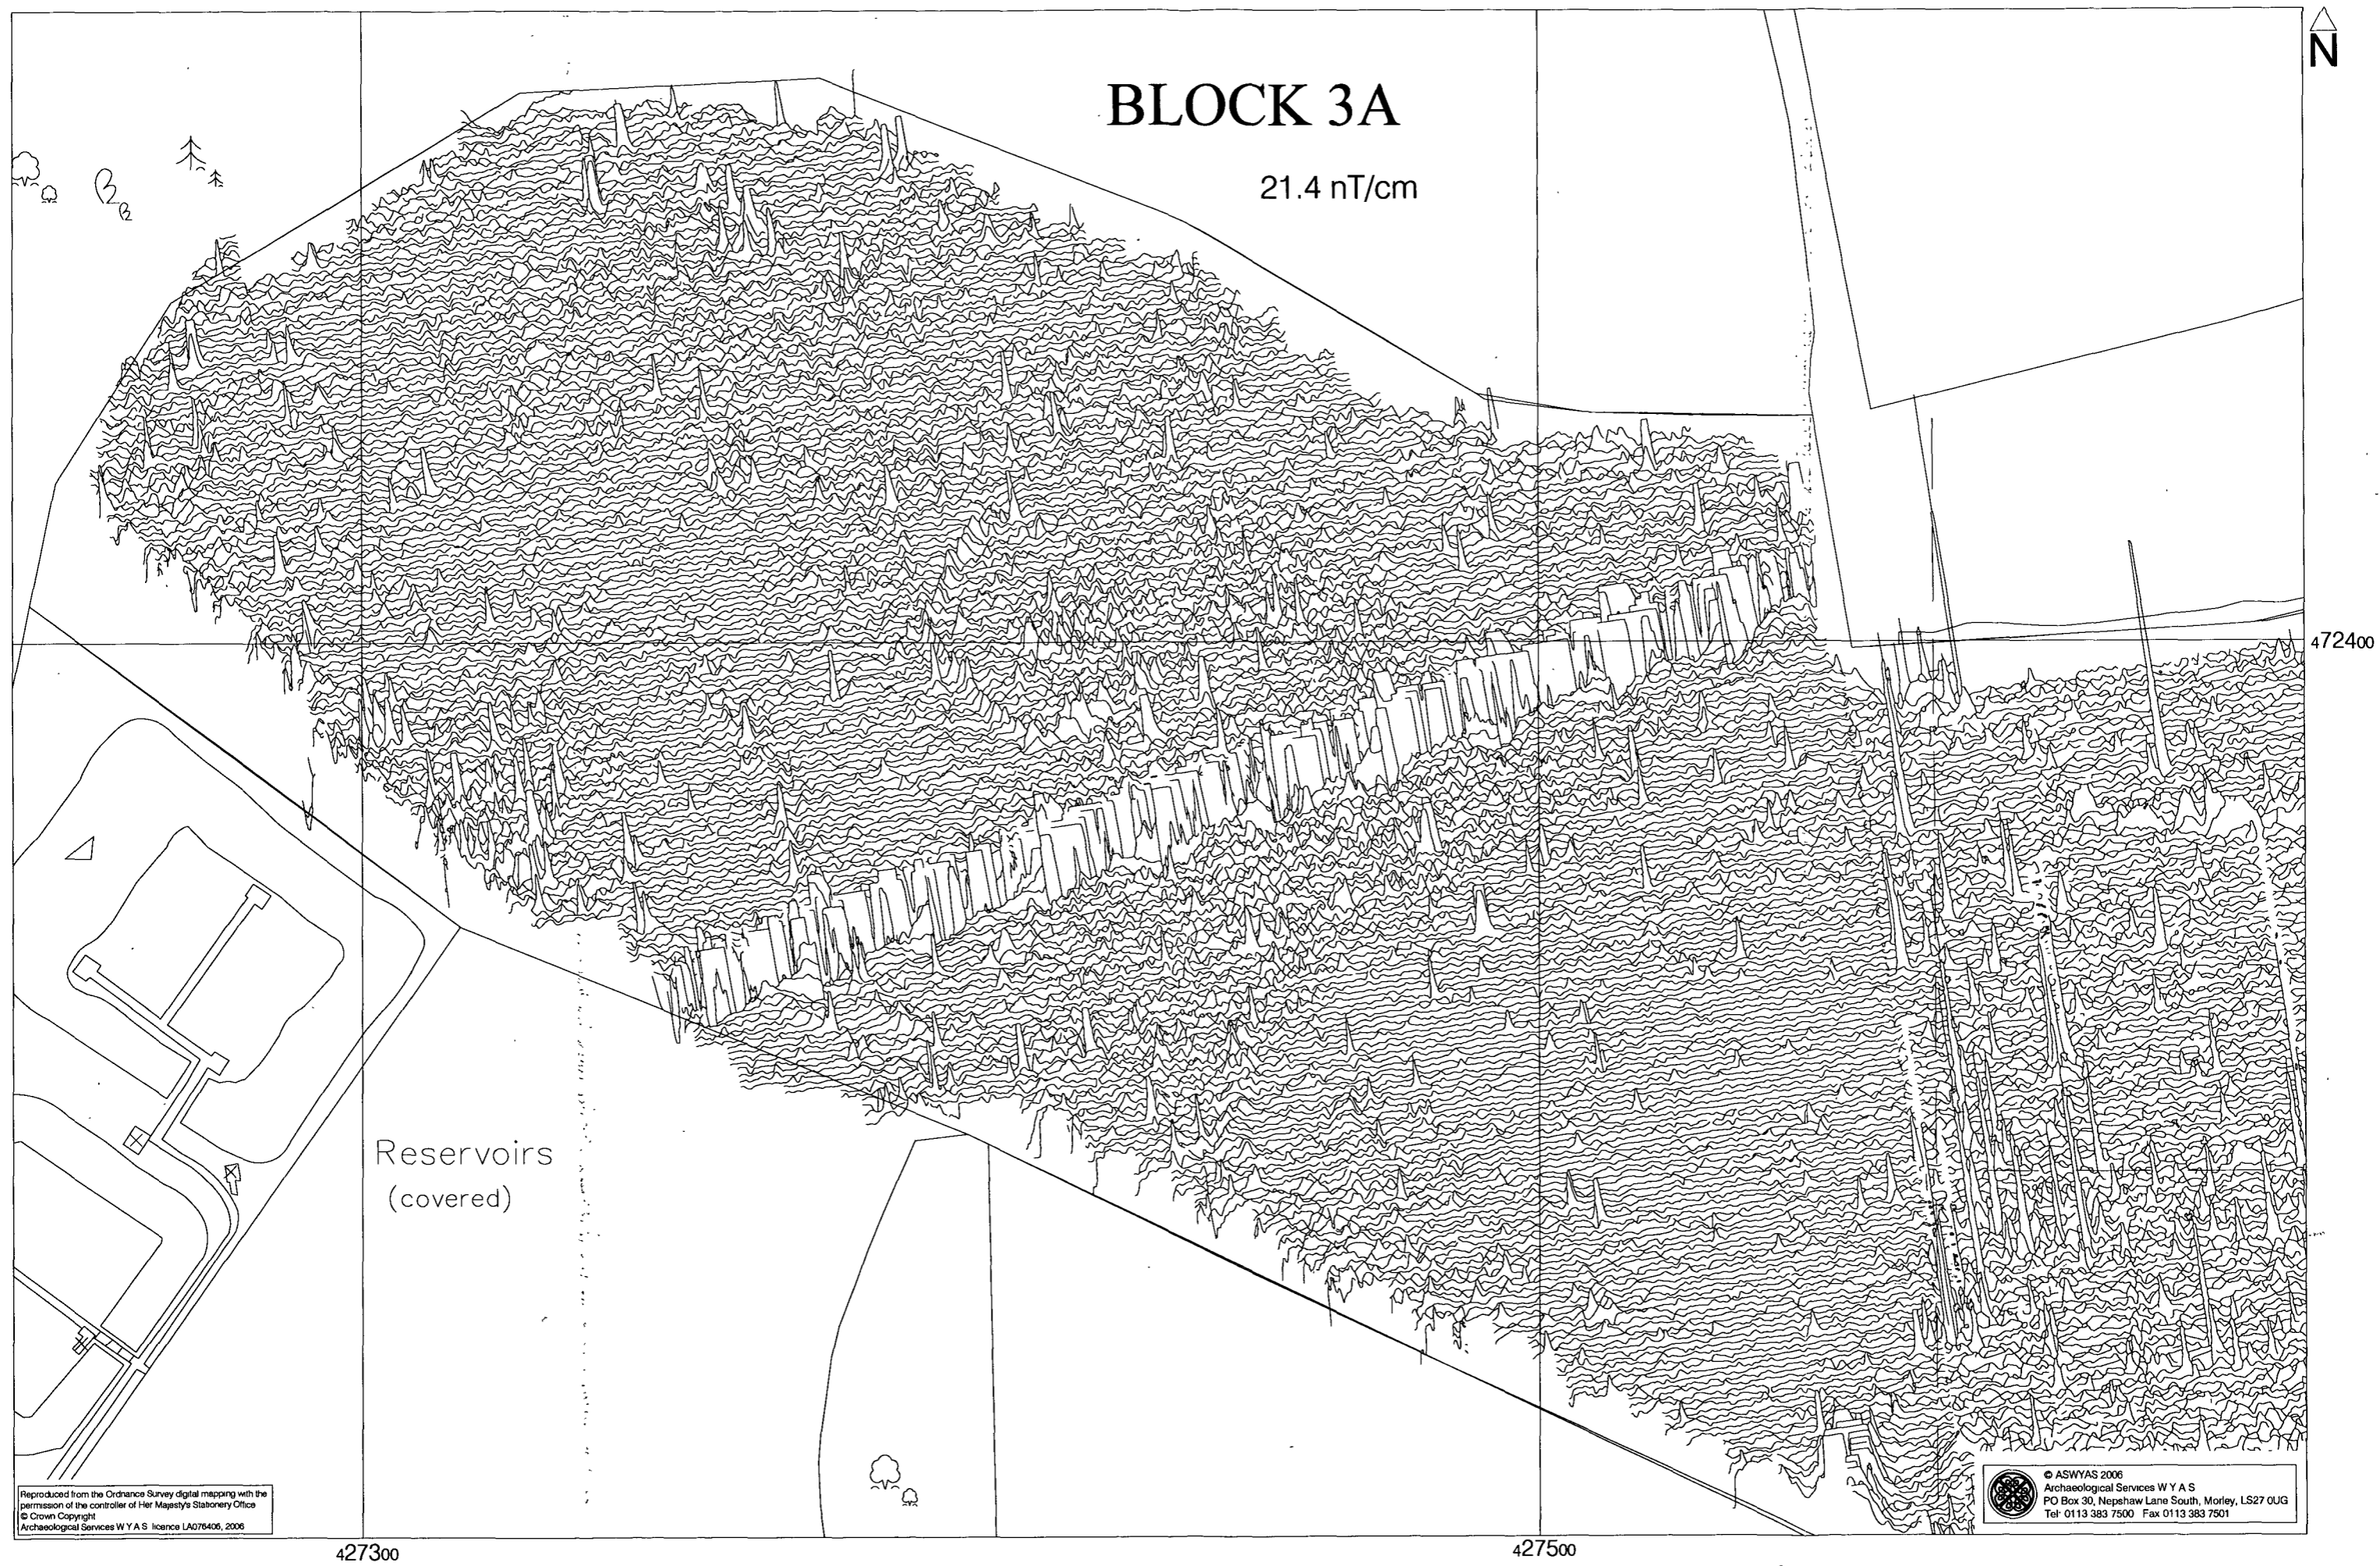 N
BLOCK 3A
21.4 nT/cm
472400
Reservoirs
(covered)
Reproduced from the Ordnance Survey digital mapping with the
permission of the controller of Her Majesty's Stationery Office
© Crown Copyright
Archaeological Services W Y A S licence LA076406, 2006
© ASWYAS 2006
Archaeological Services W Y A S
PO Box 30, Nepshaw Lane South, Morley, LS27 0UG
Tel: 0113 383 7500 Fax 0113 383 7501
427300
427500